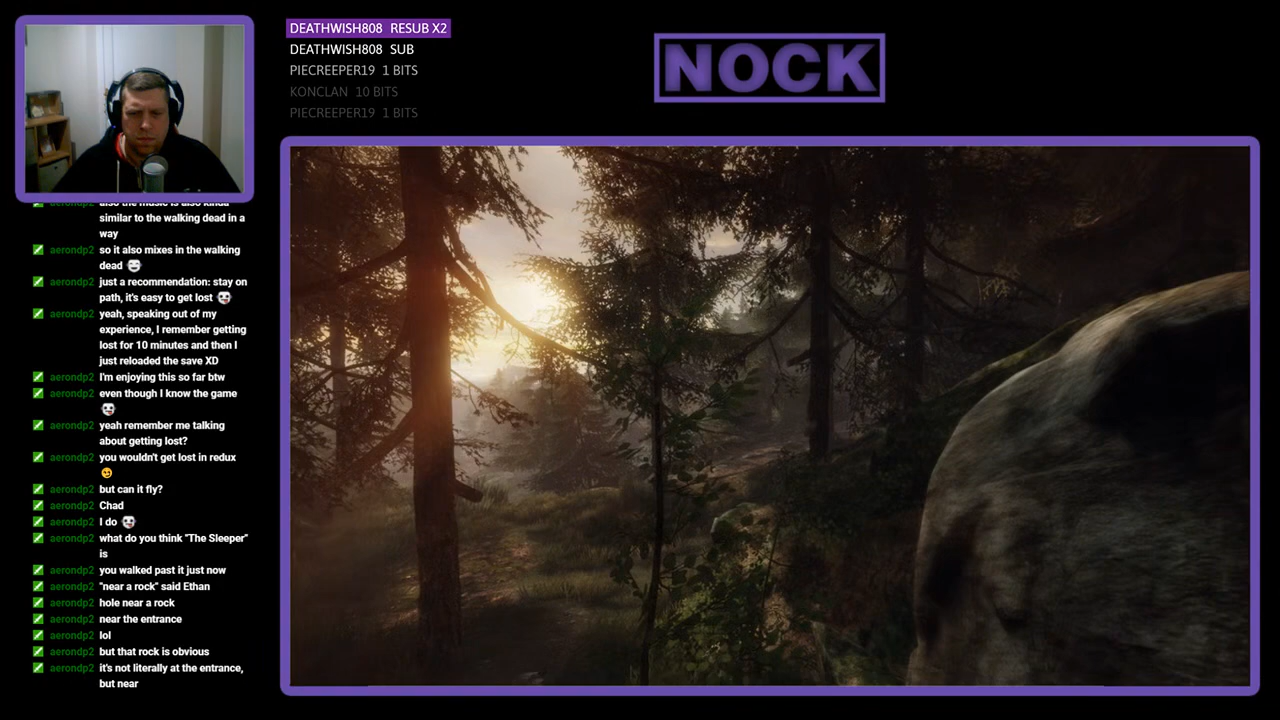 DEATHWISH808 RESUB X2
DEATHWISH808 SUB
PIECREEPER19 1 BITS
KONCLAN 10 BITS
PIECREEPER19 1 BITS
NOCK
aerondp2 also the music is also kinda
similar to the walking dead in a
way
aerondp2 so it also mixes in the walking
dead
aerondp2 just a recommendation: stay on
path, it's easy to get lost
aerondp2 yeah, speaking out of my
experience, I remember getting
lost for 10 minutes and then I
just reloaded the save XD
aerondp2 I'm enjoying this so far btw
aerondp2 even though I know the game
aerondp2 yeah remember me talking
about getting lost?
aerondp2 you wouldn't get lost in redux
aerondp2 but can it fly?
aerondp2 Chad
aerondp2 I do
aerondp2 what do you think "The Sleeper"
is
aerondp2 you walked past it just now
aerondp2 "near a rock" said Ethan
aerondp2 hole near a rock
aerondp2 near the entrance
aerondp2 lol
aerondp2 but that rock is obvious
aerondp2 it's not literally at the entrance,
but near